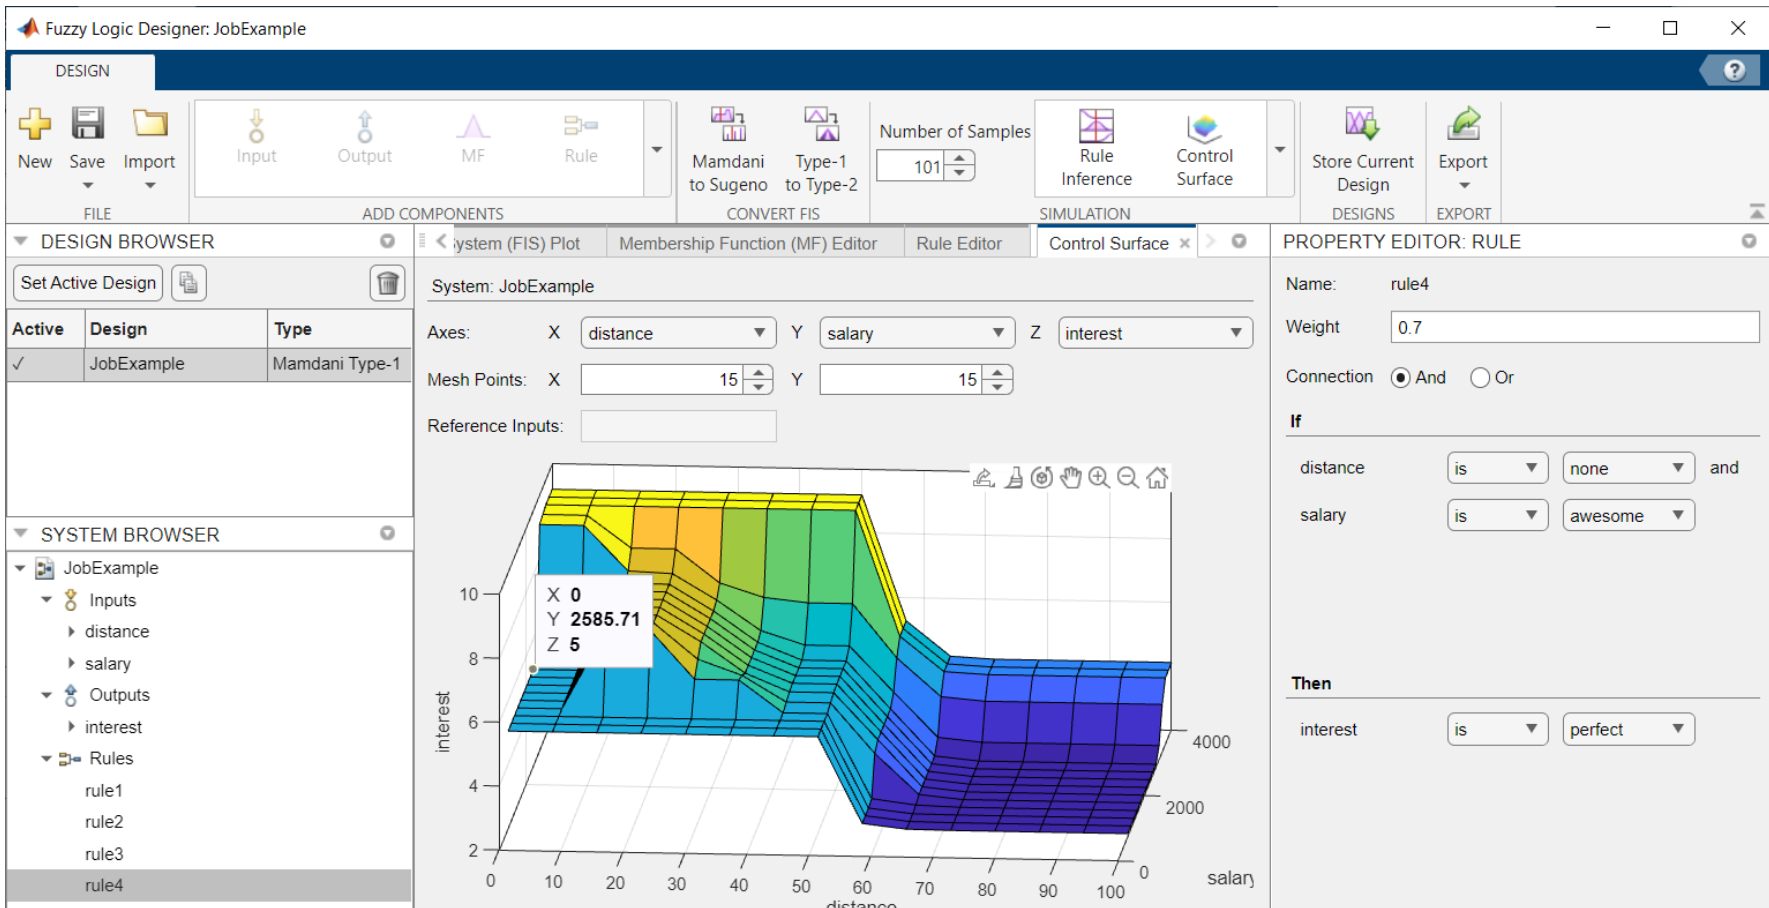 Fuzzy Logic Designer: JobExample
DESIGN
?
New
Save
Import
FILE
Input
Output
MF
Rule
ADD COMPONENTS
Mamdani
to Sugeno
Type-1
to Type-2
CONVERT FIS
Number of Samples
101
Rule
Inference
Control
Surface
SIMULATION
Store Current
Design
DESIGNS
Export
EXPORT
DESIGN BROWSER
Set Active Design
Active Design Type
✓ JobExample Mamdani Type-1
SYSTEM BROWSER
JobExample
Inputs
distance
salary
Outputs
interest
Rules
rule1
rule2
rule3
rule4
System (FIS) Plot
Membership Function (MF) Editor
Rule Editor
Control Surface
System: JobExample
Axes: X distance Y salary Z interest
Mesh Points: X 15 Y 15
Reference Inputs:
X 0
Y 2585.71
Z 5
10
8
6
4
2
interest
0 10 20 30 40 50 60 70 80 90 100
distance
0
2000
4000
salary
PROPERTY EDITOR: RULE
Name: rule4
Weight 0.7
Connection And Or
If
distance is none and
salary is awesome
Then
interest is perfect